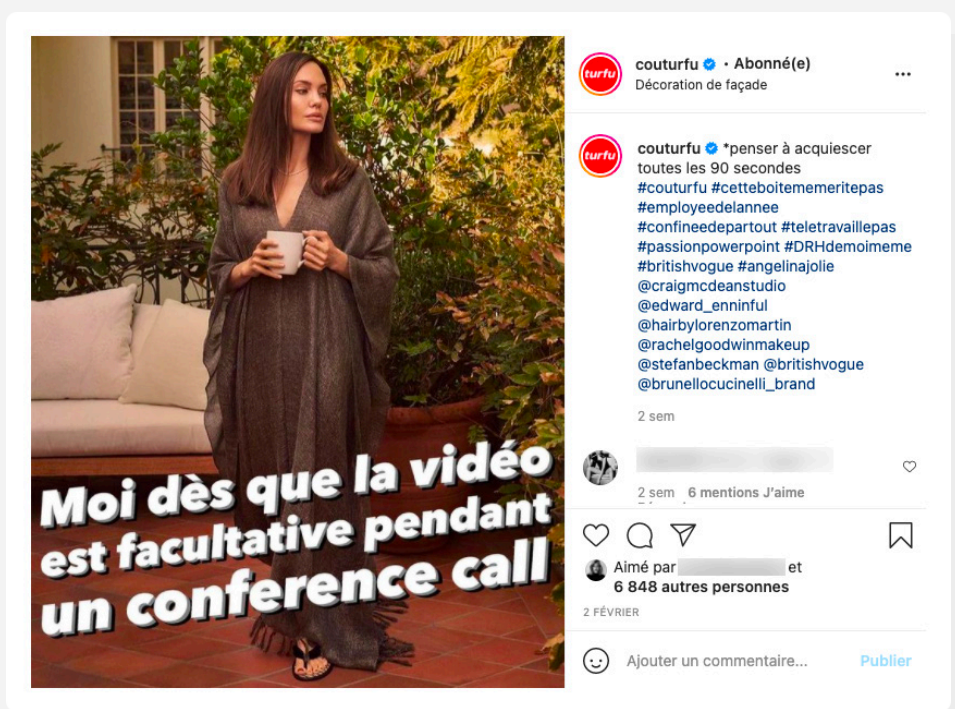 Moi dès que la vidéo
est facultative pendant
un conference call
turfu
couturfu • Abonné(e)
Décoration de façade
turfu
couturfu *penser à acquiescer
toutes les 90 secondes
#couturfu #cetteboitememeritepas
#employeedelannee
#confineedepartout #teletravaillepas
#passionpowerpoint #DRHdemoimeme
#britishvogue #angelinajolie
@craigmcdeanstudio
@edward_enninful
@hairbylorenzomartin
@rachelgoodwinmakeup
@stefanbeckman @britishvogue
@brunellocucinelli_brand
2 sem
2 sem 6 mentions J’aime
Aimé par et
6 848 autres personnes
2 FÉVRIER
Ajouter un commentaire... Publier